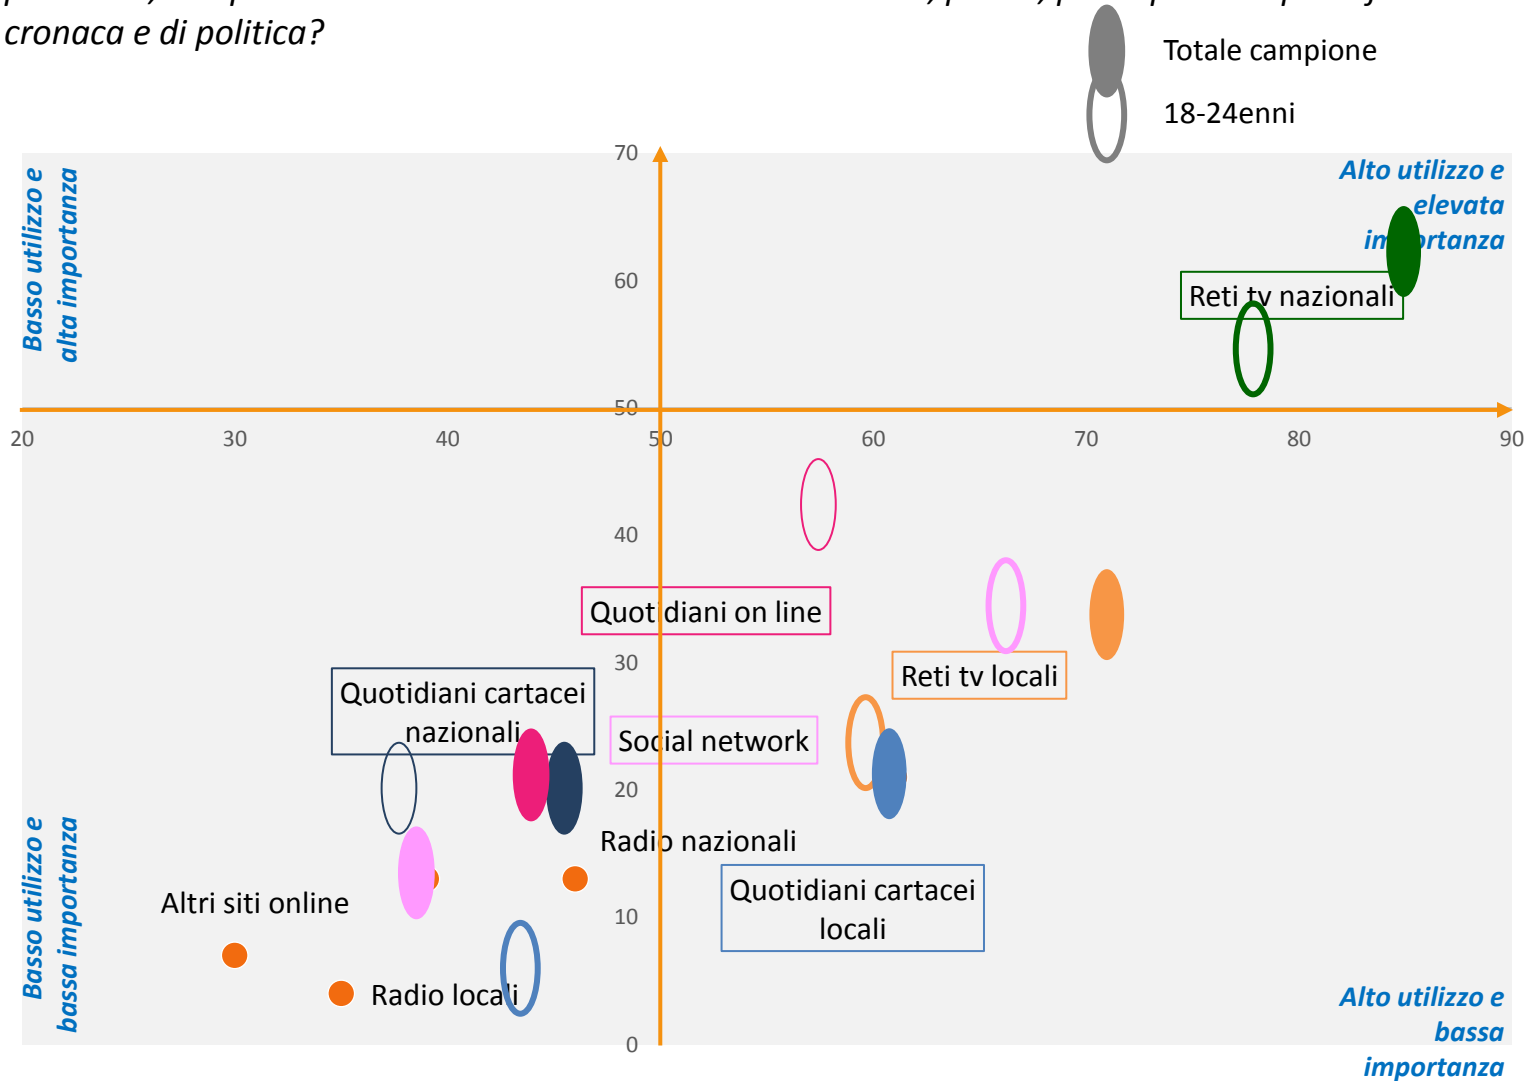 cronaca e di politica?
Totale campione
18-24enni
70
Basso utilizzo e
alta importanza
Alto utilizzo e
elevata
importanza
60
Reti tv nazionali
50
20 30 40 50 60 70 80 90
40
Quotidiani on line
30
Reti tv locali
Quotidiani cartacei
nazionali
Social network
20
Radio nazionali
Altri siti online
Quotidiani cartacei
locali
10
Basso utilizzo e
bassa importanza
Radio locali
0
Alto utilizzo e
bassa
importanza